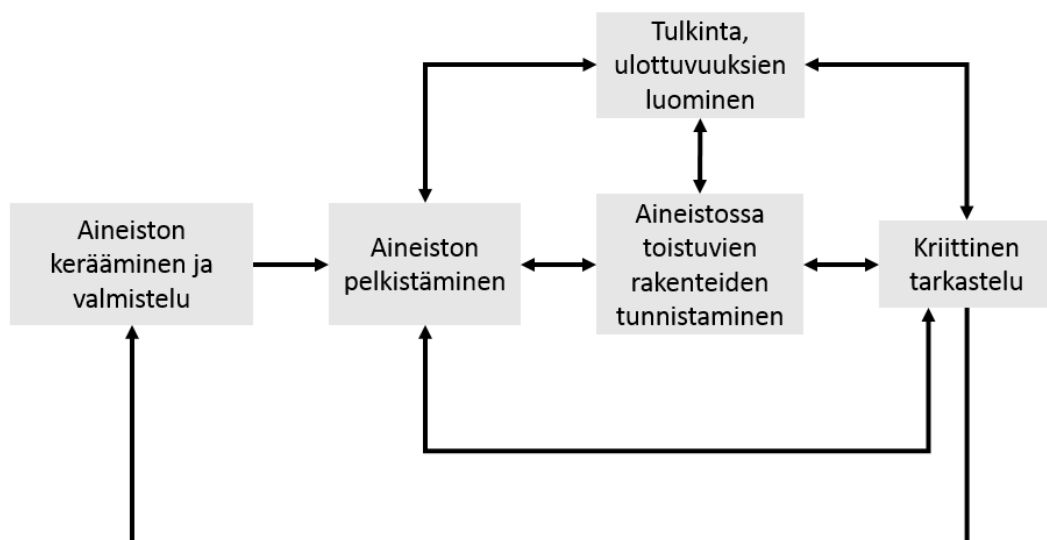 Tulkinta,
ulottuvuuksien
luominen
Aineiston
kerääminen ja
valmistelu
Aineiston
pelkistäminen
Aineistossa
toistuvien
rakenteiden
tunnistaminen
Kriittinen
tarkastelu